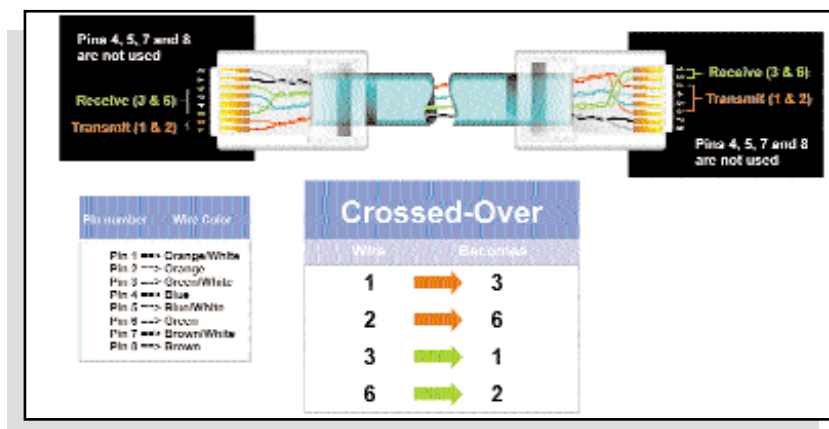 Pins 4, 5, 7 and 8
are not used
Receive (3 & 6)
Transmit (1 & 2)
Receive (3 & 6)
Transmit (1 & 2)
Pins 4, 5, 7 and 8
are not used
Pin number / Wire Color
Pin 1 ==> Orange/White
Pin 2 ==> Orange
Pin 3 ==> Green/White
Pin 4 ==> Blue
Pin 5 ==> Blue/White
Pin 6 ==> Green
Pin 7 ==> Brown/White
Pin 8 ==> Brown
Crossed-Over
Wire Becomes
1 3
2 6
3 1
6 2